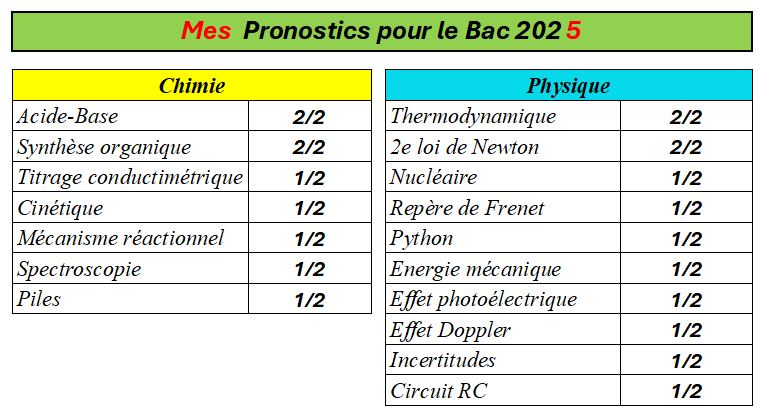 Mes Pronostics pour le Bac 2025
Chimie
Acide-Base 2/2
Synthèse organique 2/2
Titrage conductimétrique 1/2
Cinétique 1/2
Mécanisme réactionnel 1/2
Spectroscopie 1/2
Piles 1/2
Physique
Thermodynamique 2/2
2e loi de Newton 2/2
Nucléaire 1/2
Repère de Frenet 1/2
Python 1/2
Energie mécanique 1/2
Effet photoélectrique 1/2
Effet Doppler 1/2
Incertitudes 1/2
Circuit RC 1/2